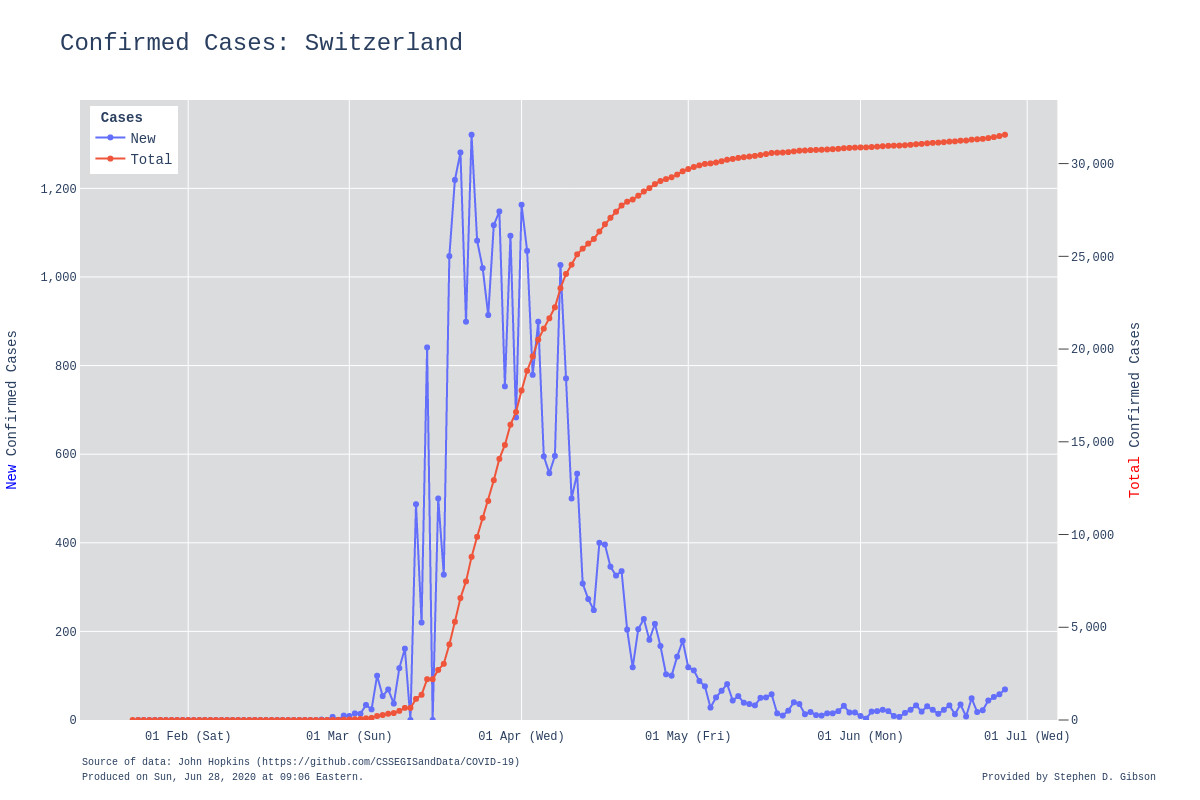 Confirmed Cases: Switzerland
Cases
New
Total
1,200
1,000
800
600
400
200
0
New Confirmed Cases
30,000
25,000
20,000
15,000
10,000
5,000
0
Total Confirmed Cases
01 Feb (Sat) 01 Mar (Sun) 01 Apr (Wed) 01 May (Fri) 01 Jun (Mon) 01 Jul (Wed)
Source of data: John Hopkins (https://github.com/CSSEGISandData/COVID-19)
Produced on Sun, Jun 28, 2020 at 09:06 Eastern.
Provided by Stephen D. Gibson